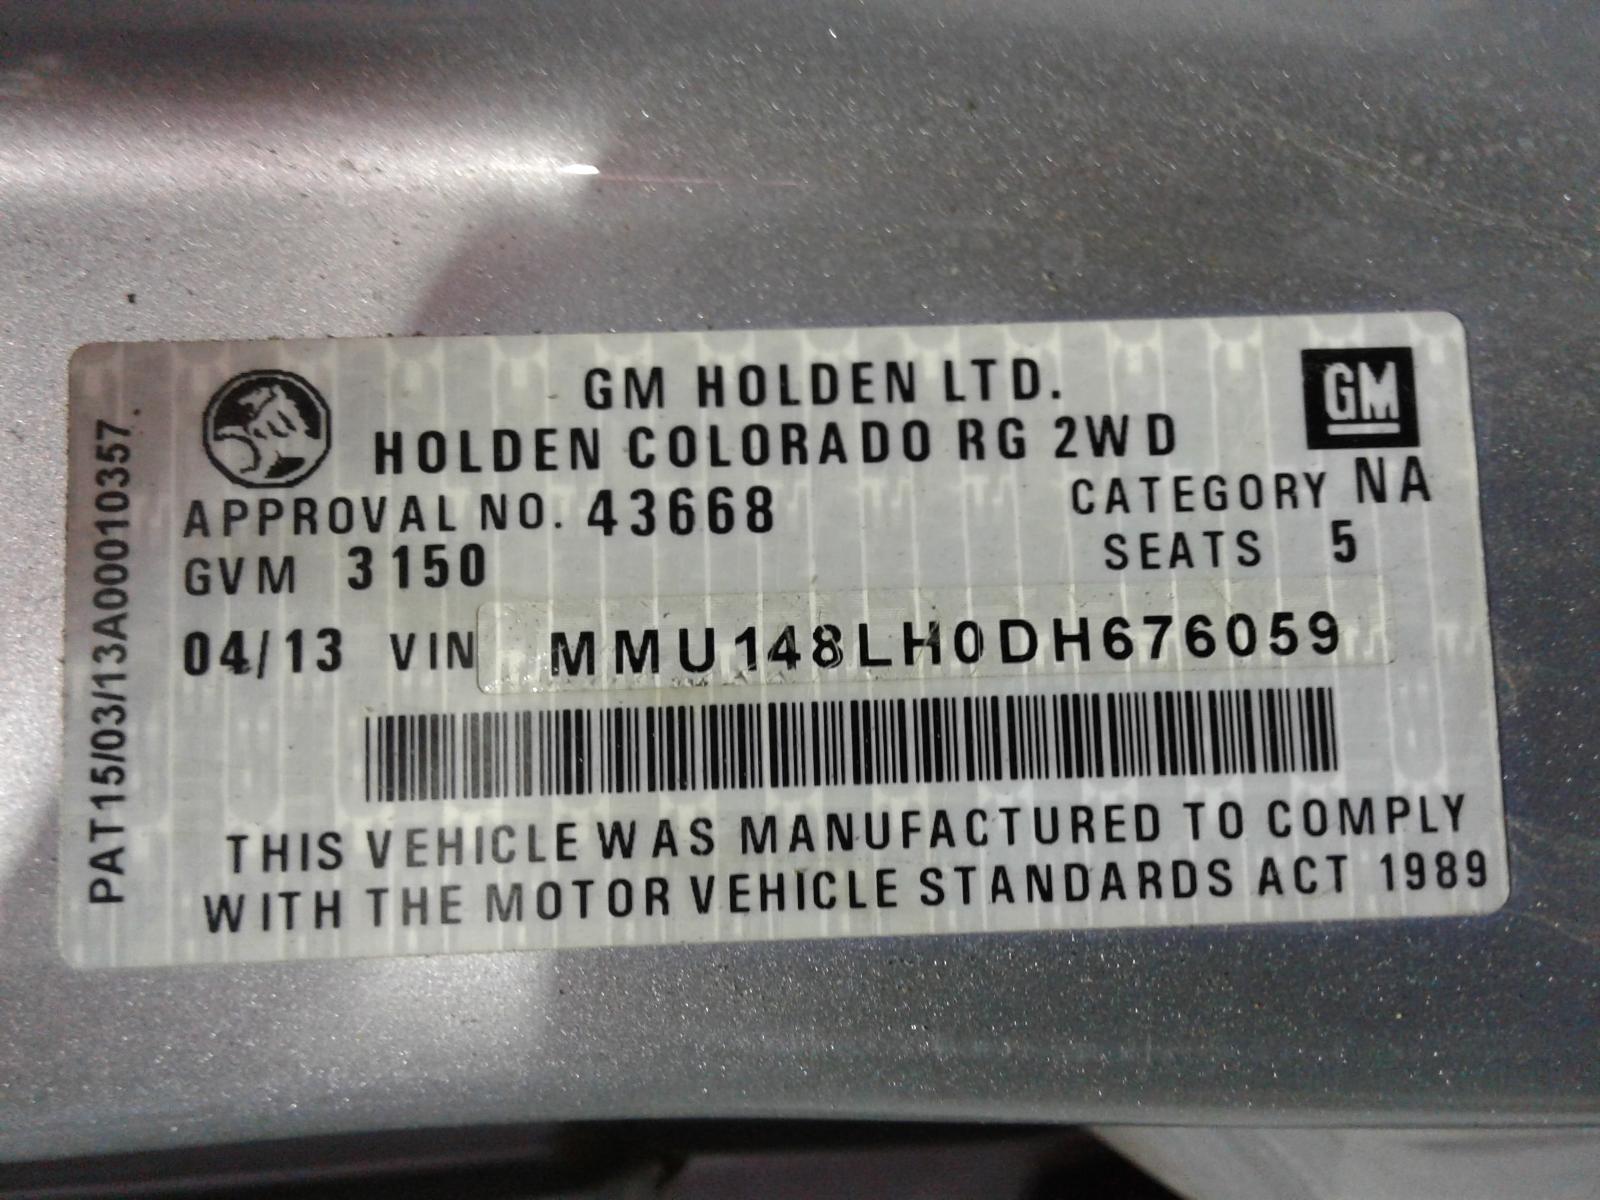 GM HOLDEN LTD.
GM
HOLDEN COLORADO RG 2WD
APPROVAL NO. 43668
CATEGORY NA
GVM 3150
SEATS 5
04/13 VIN MMU148LH0DH676059
THIS VEHICLE WAS MANUFACTURED TO COMPLY
WITH THE MOTOR VEHICLE STANDARDS ACT 1989
PAT15/03/13A00010357.